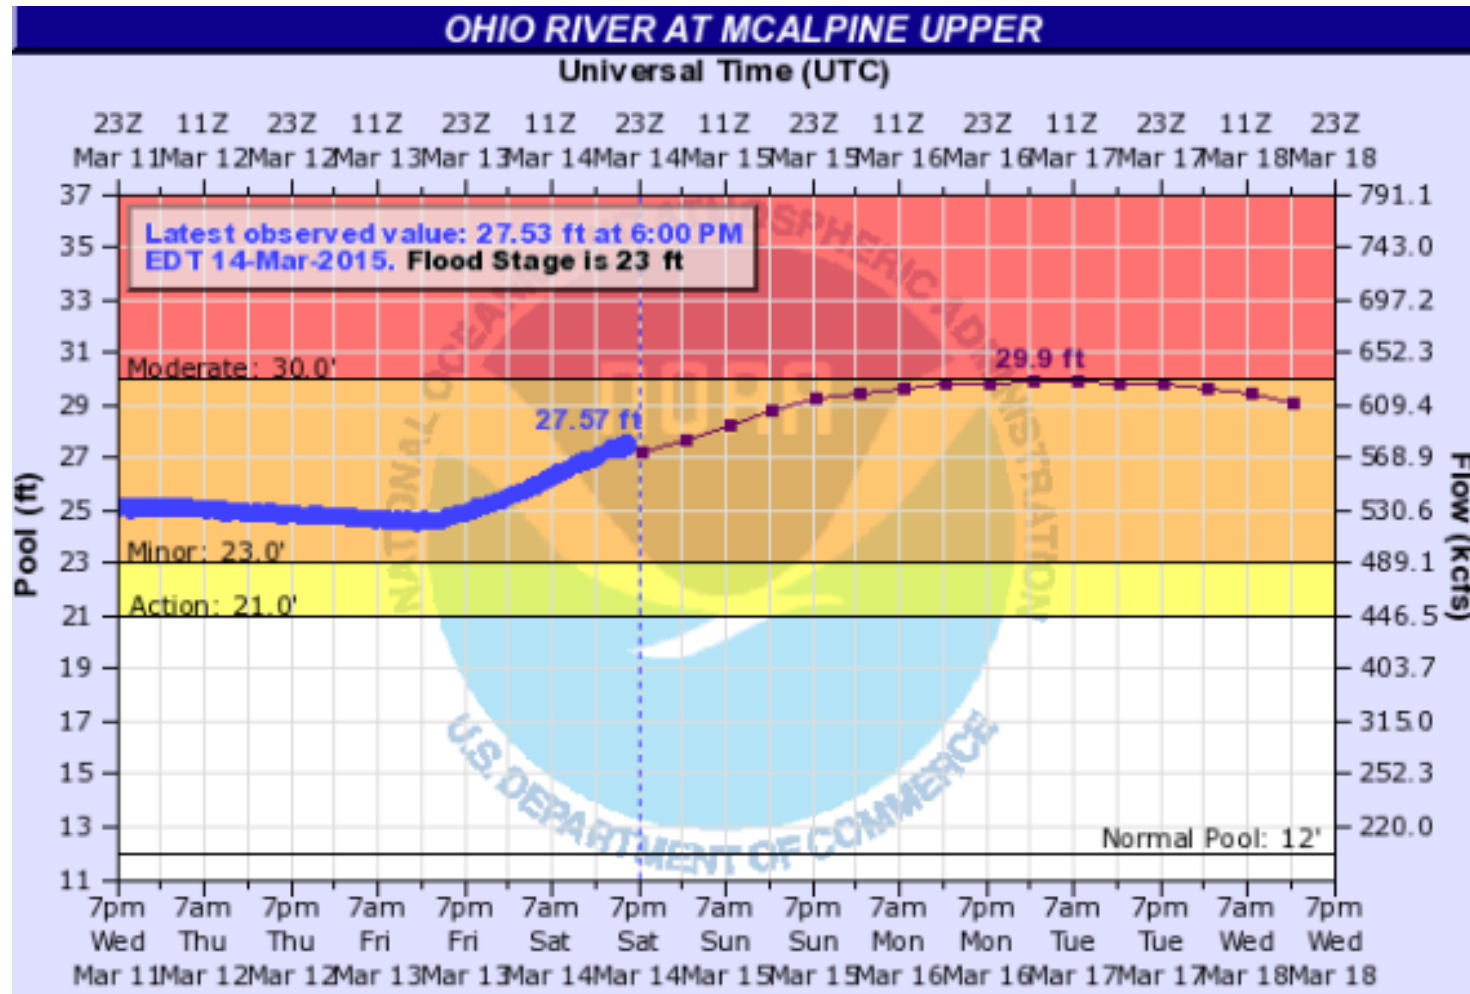 OHIO RIVER AT MCALPINE UPPER
Universal Time (UTC)
23Z 11Z 23Z 11Z 23Z 11Z 23Z 11Z 23Z 11Z 23Z 11Z 23Z 11Z 23Z
Mar 11 Mar 12 Mar 12 Mar 13 Mar 13 Mar 14 Mar 14 Mar 15 Mar 15 Mar 16 Mar 16 Mar 17 Mar 17 Mar 18 Mar 18
37 791.1
Latest observed value: 27.53 ft at 6:00 PM
EDT 14-Mar-2015. Flood Stage is 23 ft
35 743.0
33 697.2
31 652.3
29.9 ft
Moderate: 30.0'
29 609.4
27.57 ft
27 568.9
25 530.6
Minor: 23.0'
23 489.1
Action: 21.0'
21 446.5
19 403.7
17 315.0
15 252.3
13 220.0
Normal Pool: 12'
11
Pool (ft)
Flow (kcfs)
NATIONAL OCEANIC AND ATMOSPHERIC ADMINISTRATION
NOAA
U.S. DEPARTMENT OF COMMERCE
7pm 7am 7pm 7am 7pm 7am 7pm 7am 7pm 7am 7pm 7am 7pm 7am 7pm
Wed Thu Thu Fri Fri Sat Sat Sun Sun Mon Mon Tue Tue Wed Wed
Mar 11 Mar 12 Mar 12 Mar 13 Mar 13 Mar 14 Mar 14 Mar 15 Mar 15 Mar 16 Mar 16 Mar 17 Mar 17 Mar 18 Mar 18